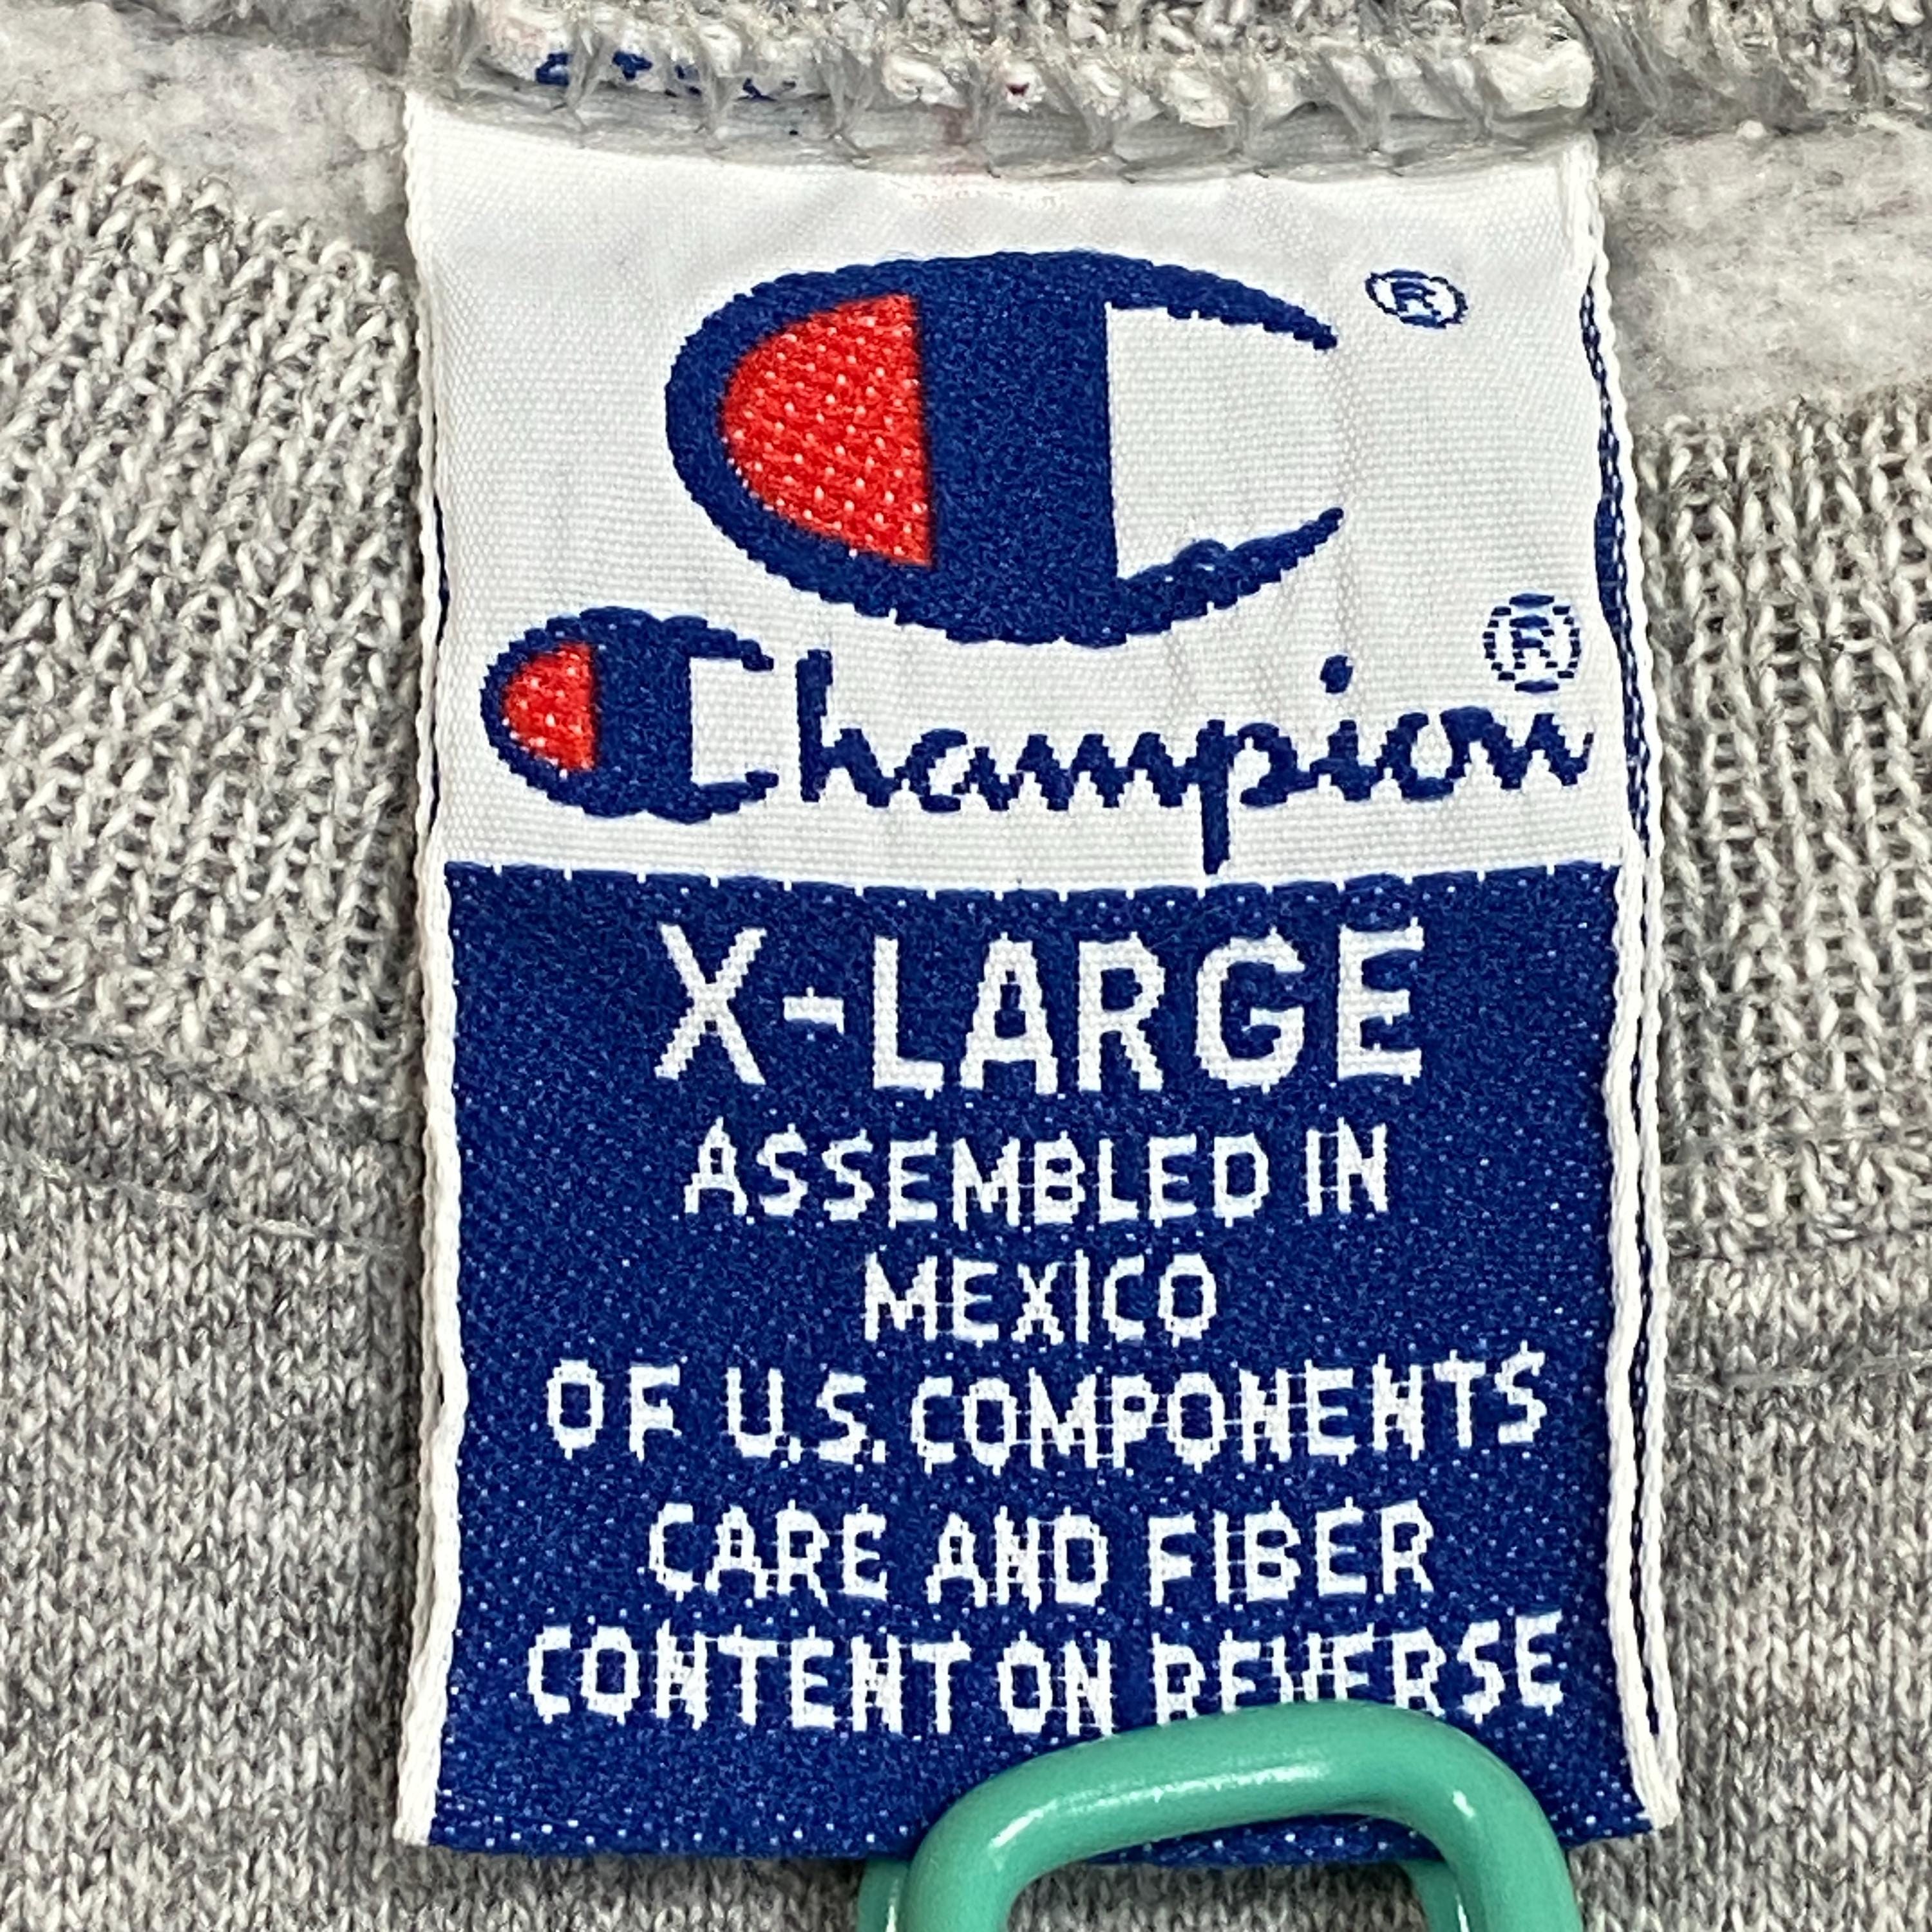 ®
Champion ®
X-LARGE
ASSEMBLED IN
MEXICO
OF U.S. COMPONENTS
CARE AND FIBER
CONTENT ON REVERSE